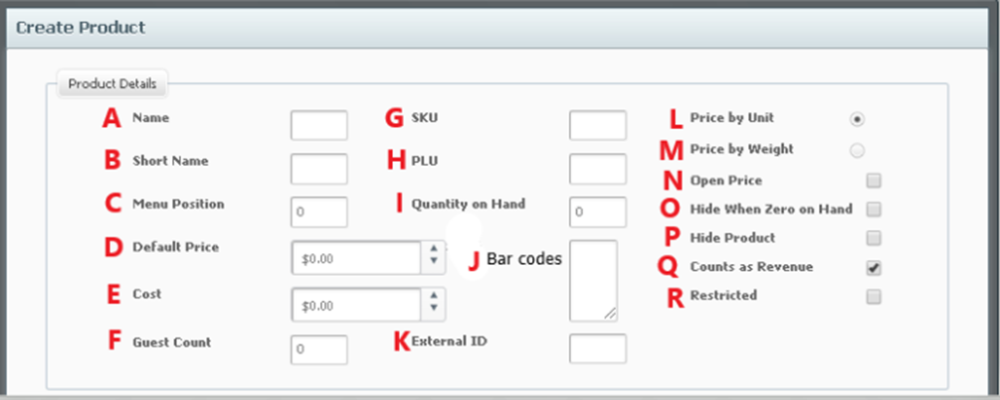 Create Product
Product Details
A Name
B Short Name
C Menu Position 0
D Default Price $0.00
E Cost $0.00
F Guest Count 0
G SKU
H PLU
I Quantity on Hand 0
J Bar codes
K External ID
L Price by Unit
M Price by Weight
N Open Price
O Hide When Zero on Hand
P Hide Product
Q Counts as Revenue
R Restricted